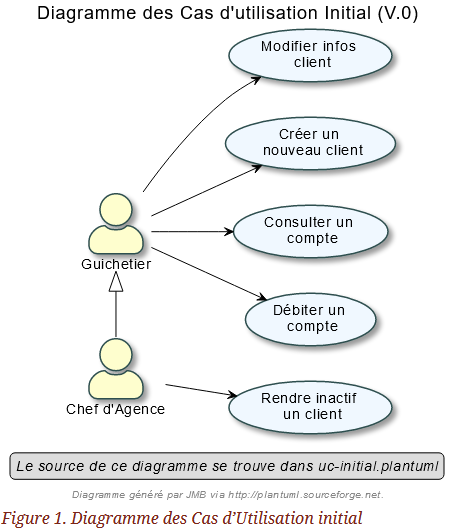 Diagramme des Cas d'utilisation Initial (V.0)
Modifier infos
client
Créer un
nouveau client
Consulter un
compte
Guichetier
Débiter un
compte
Chef d'Agence
Rendre inactif
un client
Le source de ce diagramme se trouve dans uc-initial.plantuml
Diagramme généré par JMB via http://plantuml.sourceforge.net.
Figure 1. Diagramme des Cas d’Utilisation initial